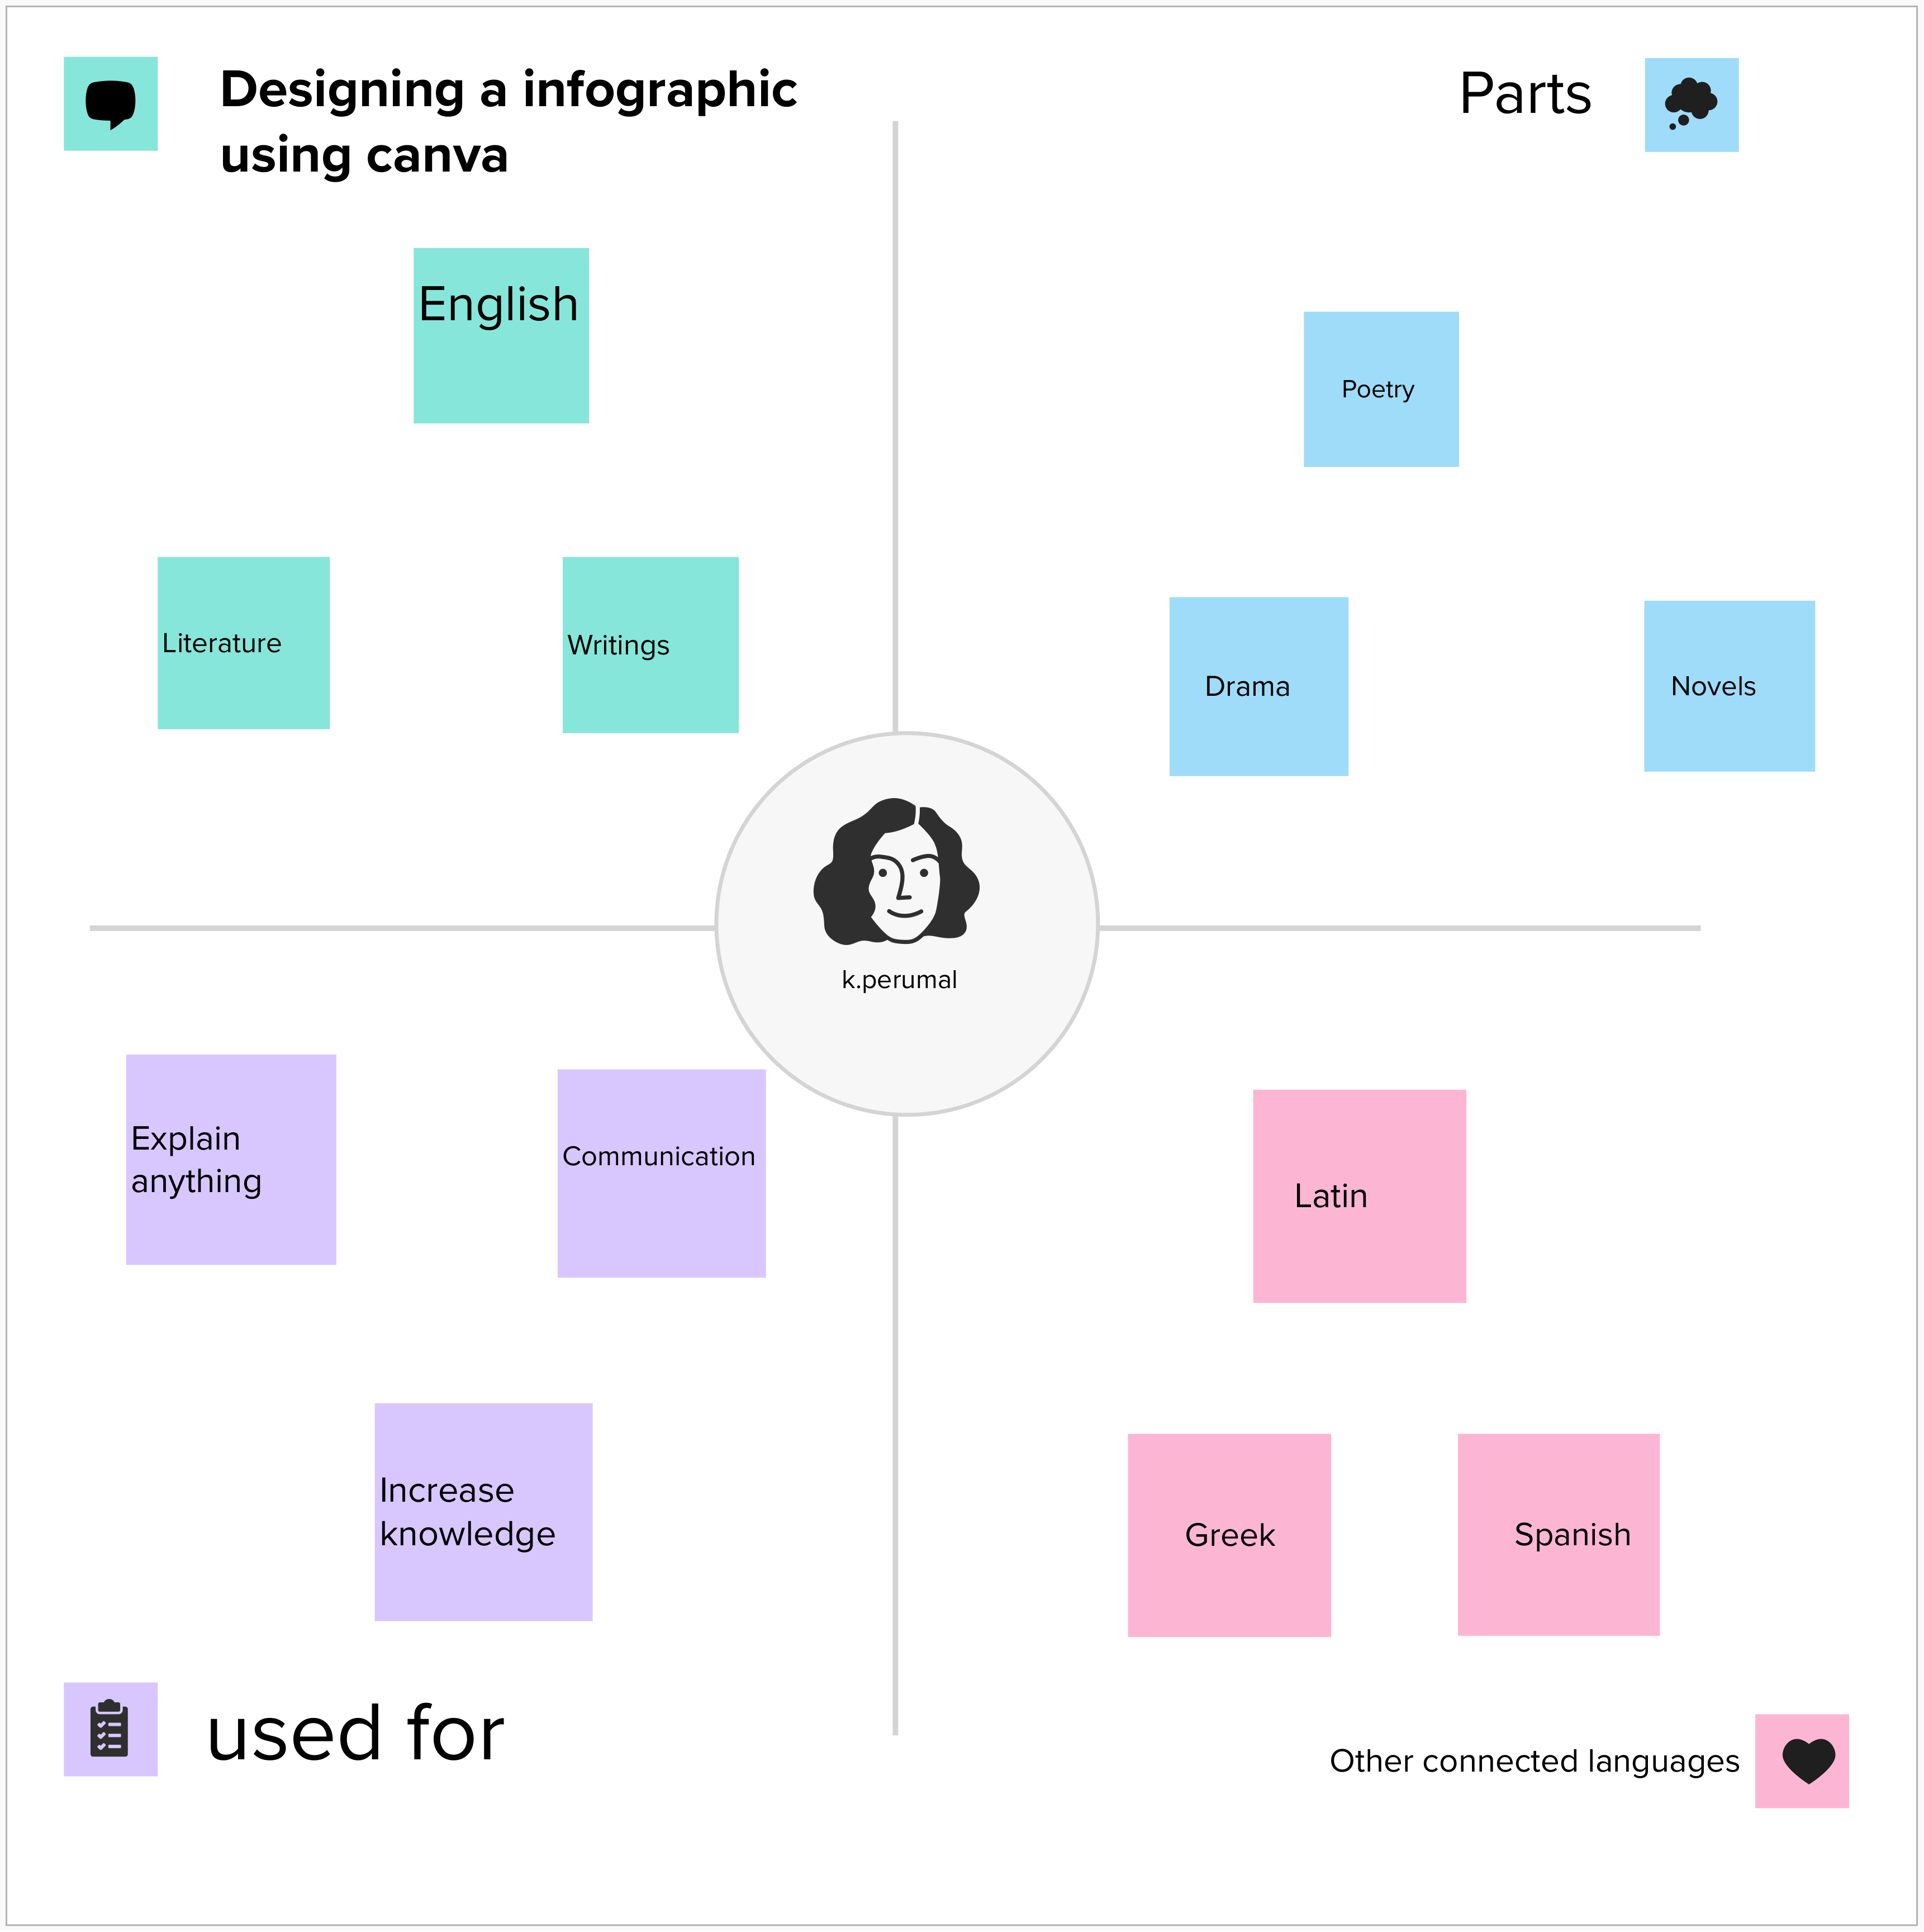 Designing a infographic
using canva
English
Literature
Writings
Parts
Poetry
Drama
Novels
k.perumal
Explain
anything
Communication
Increase
knowledge
used for
Latin
Greek
Spanish
Other connected languages